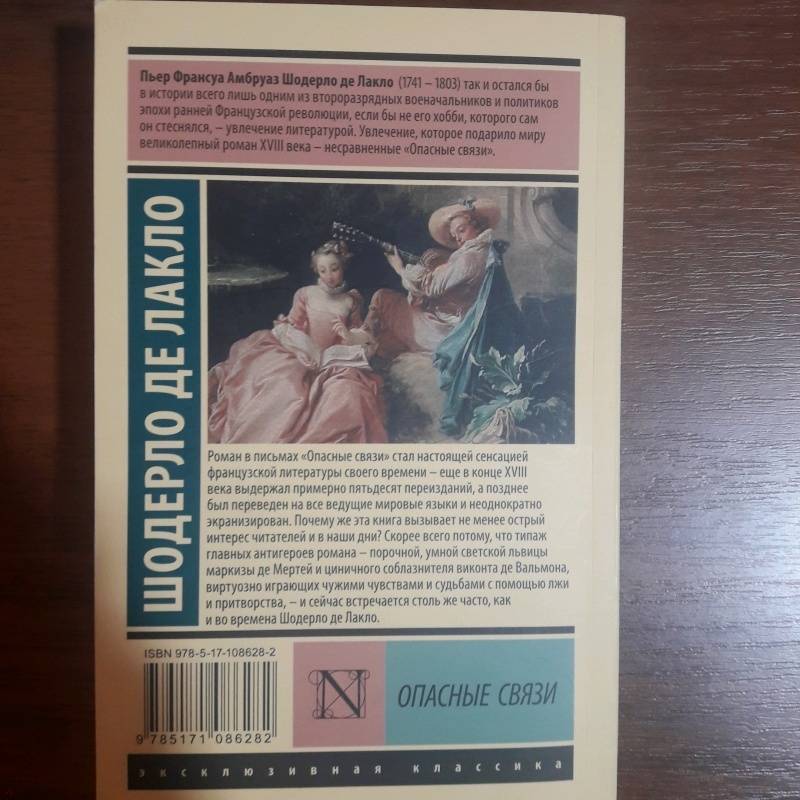 Пьер Франсуа Амбруаз Шодерло де Лакло (1741 – 1803) так и остался бы
в истории всего лишь одним из второразрядных военачальников и политиков
эпохи ранней Французской революции, если бы не его хобби, которого сам
он стеснялся, – увлечение литературой. Увлечение, которое подарило миру
великолепный роман XVIII века – несравненные «Опасные связи».
ШОДЕРЛО ДЕ ЛАКЛО
Роман в письмах «Опасные связи» стал настоящей сенсацией
французской литературы своего времени – еще в конце XVIII
века выдержал примерно пятьдесят переизданий, а позднее
был переведен на все ведущие мировые языки и неоднократно
экранизирован. Почему же эта книга вызывает не менее острый
интерес читателей и в наши дни? Скорее всего потому, что типаж
главных антигероев романа – порочной, умной светской львицы
маркизы де Мертей и циничного соблазнителя виконта де Вальмона,
виртуозно играющих чужими чувствами и судьбами с помощью лжи
и притворства, – и сейчас встречается столь же часто, как
и во времена Шодерло де Лакло.
ISBN 978-5-17-108628-2
9 785171 086282
N
ОПАСНЫЕ СВЯЗИ
эксклюзивная классика